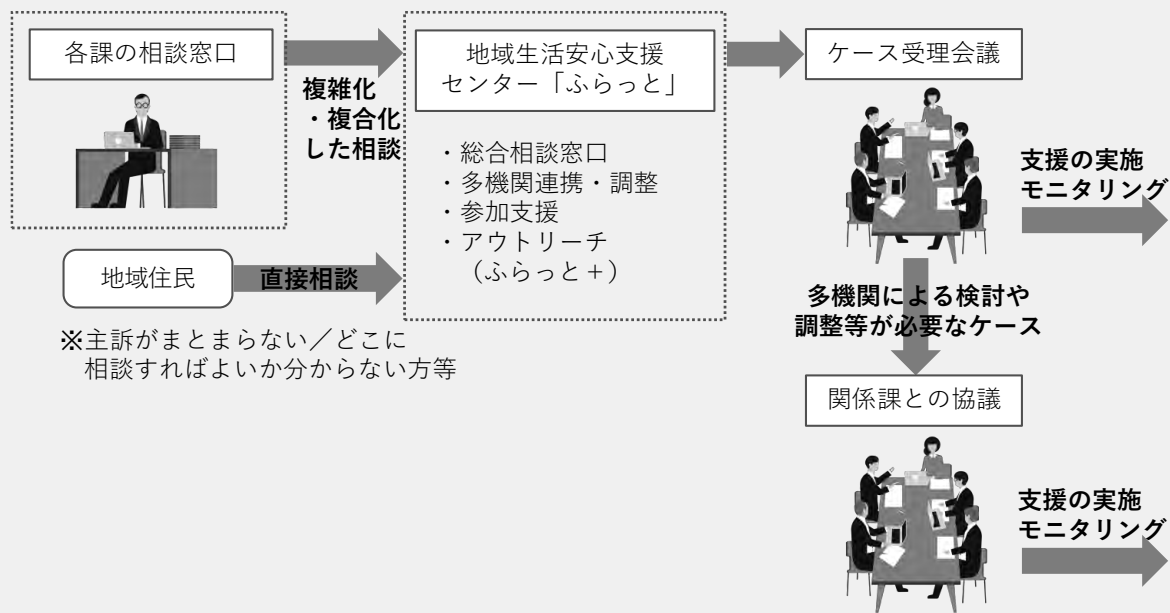 各課の相談窓口
複雑化
・複合化
した相談
地域住民
直接相談
※主訴がまとまらない／どこに
相談すればよいか分からない方等
地域生活安心支援
センター「ふらっと」
・総合相談窓口
・多機関連携・調整
・参加支援
・アウトリーチ
（ふらっと＋）
ケース受理会議
支援の実施
モニタリング
多機関による検討や
調整等が必要なケース
関係課との協議
支援の実施
モニタリング